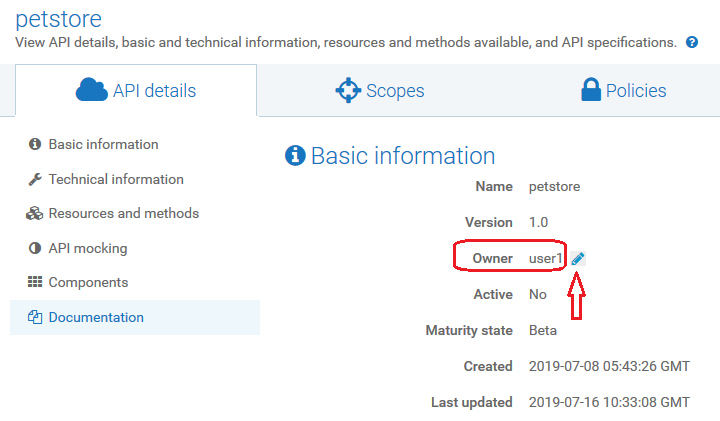 petstore
View API details, basic and technical information, resources and methods available, and API specifications. ?
API details
Scopes
Policies
Basic information
Technical information
Resources and methods
API mocking
Components
Documentation
Basic information
Name petstore
Version 1.0
Owner user1
Active No
Maturity state Beta
Created 2019-07-08 05:43:26 GMT
Last updated 2019-07-16 10:33:08 GMT